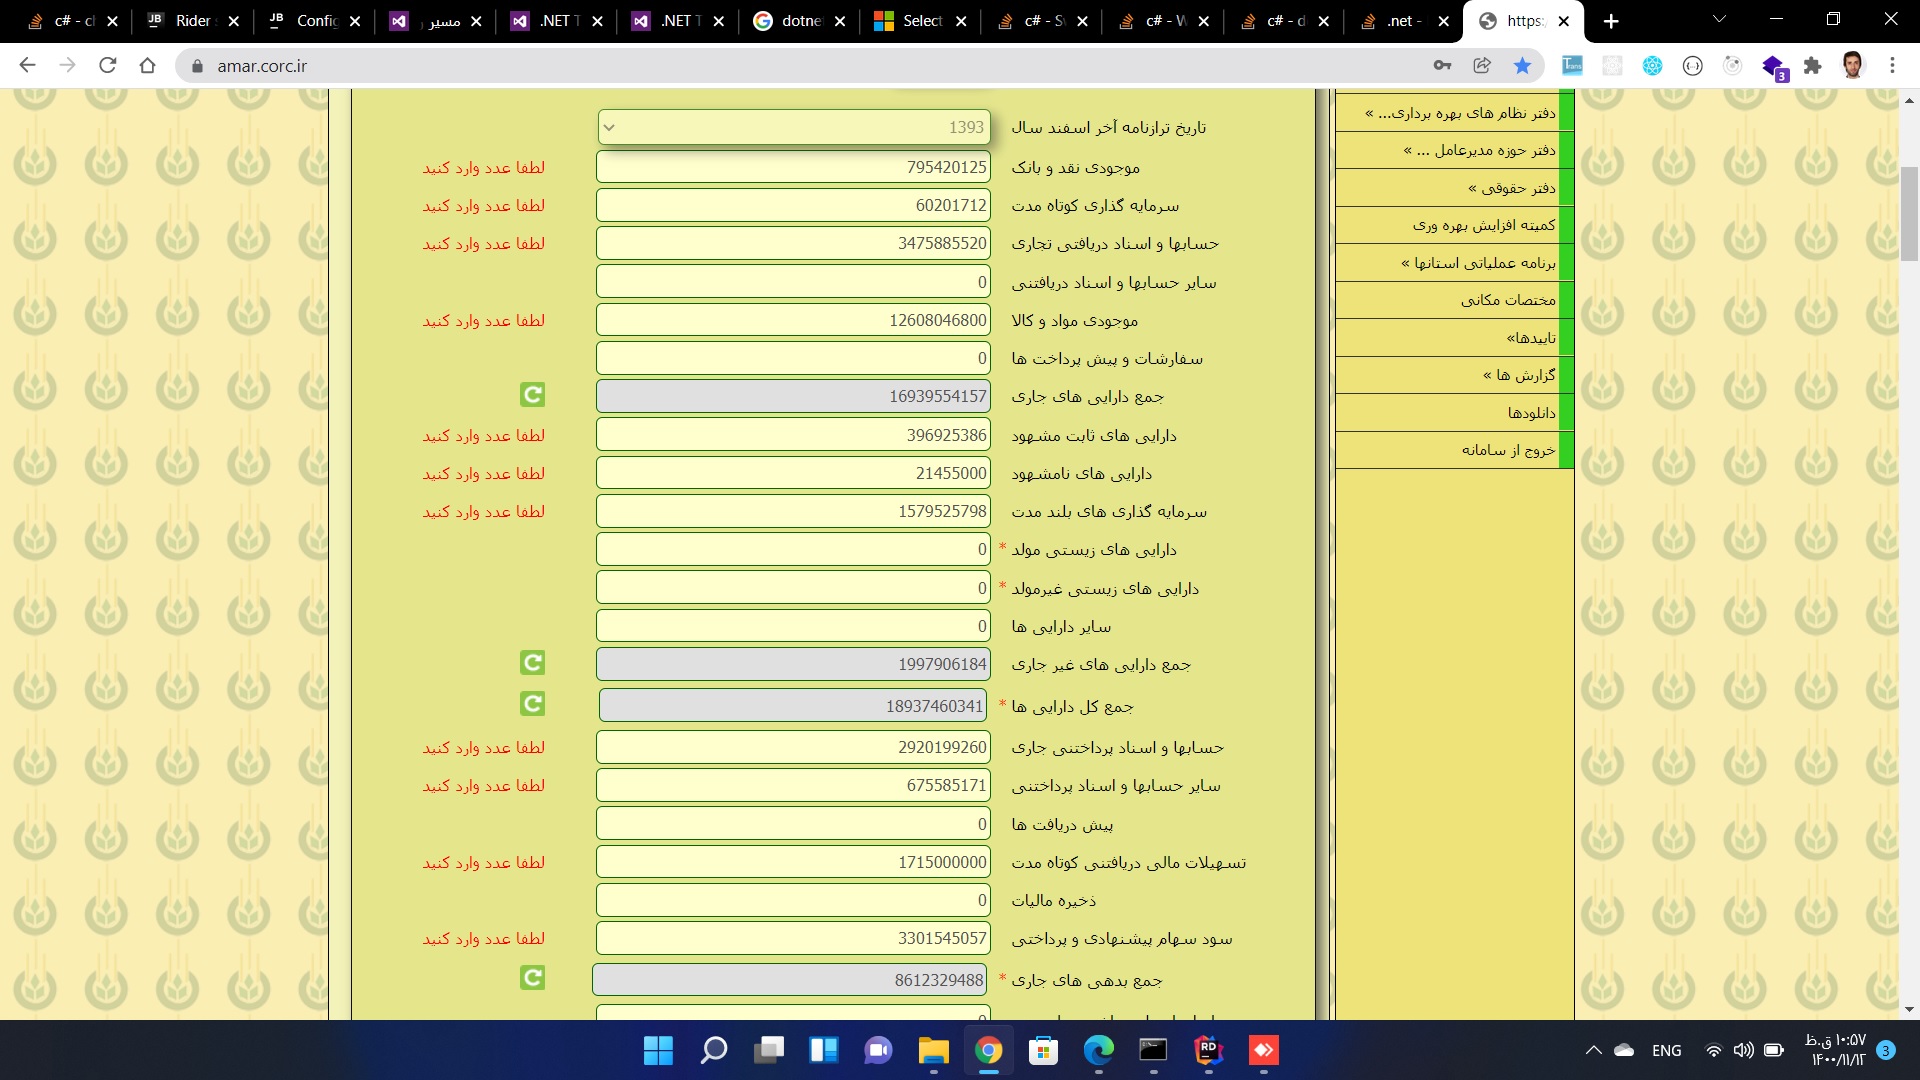 c# - cl
Rider s
Config
مسیر ر
.NET T
.NET T
dotne
Select
c# - Sw
c# - W
c# - d
.net -
https:/
amar.corc.ir
تاریخ ترازنامه آخر اسفند سال 1393
موجودی نقد و بانک 795420125 لطفا عدد وارد کنید
سرمایه گذاری کوتاه مدت 60201712 لطفا عدد وارد کنید
حسابها و اسناد دریافتی تجاری 3475885520 لطفا عدد وارد کنید
سایر حسابها و اسناد دریافتنی 0
موجودی مواد و کالا 12608046800 لطفا عدد وارد کنید
سفارشات و پیش پرداخت ها 0
جمع دارایی های جاری 16939554157
دارایی های ثابت مشهود 396925386 لطفا عدد وارد کنید
دارایی های نامشهود 21455000 لطفا عدد وارد کنید
سرمایه گذاری های بلند مدت 1579525798 لطفا عدد وارد کنید
دارایی های زیستی مولد * 0
دارایی های زیستی غیرمولد * 0
سایر دارایی ها 0
جمع دارایی های غیر جاری 1997906184
جمع کل دارایی ها * 18937460341
حسابها و اسناد پرداختنی جاری 2920199260 لطفا عدد وارد کنید
سایر حسابها و اسناد پرداختنی 675585171 لطفا عدد وارد کنید
پیش دریافت ها 0
تسهیلات مالی دریافتنی کوتاه مدت 1715000000 لطفا عدد وارد کنید
ذخیره مالیات 0
سود سهام پیشنهادی و پرداختی 3301545057 لطفا عدد وارد کنید
جمع بدهی های جاری * 8612329488
دفتر نظام های بهره برداری... »
دفتر حوزه مدیرعامل ... »
دفتر حقوقی »
کمیته افزایش بهره وری
برنامه عملیاتی استانها »
مختصات مکانی
تاییدها»
گزارش ها »
دانلودها
خروج از سامانه
ENG
۱۰:۵۷ ق.ظ
۱۴۰۰/۱۱/۱۲
3